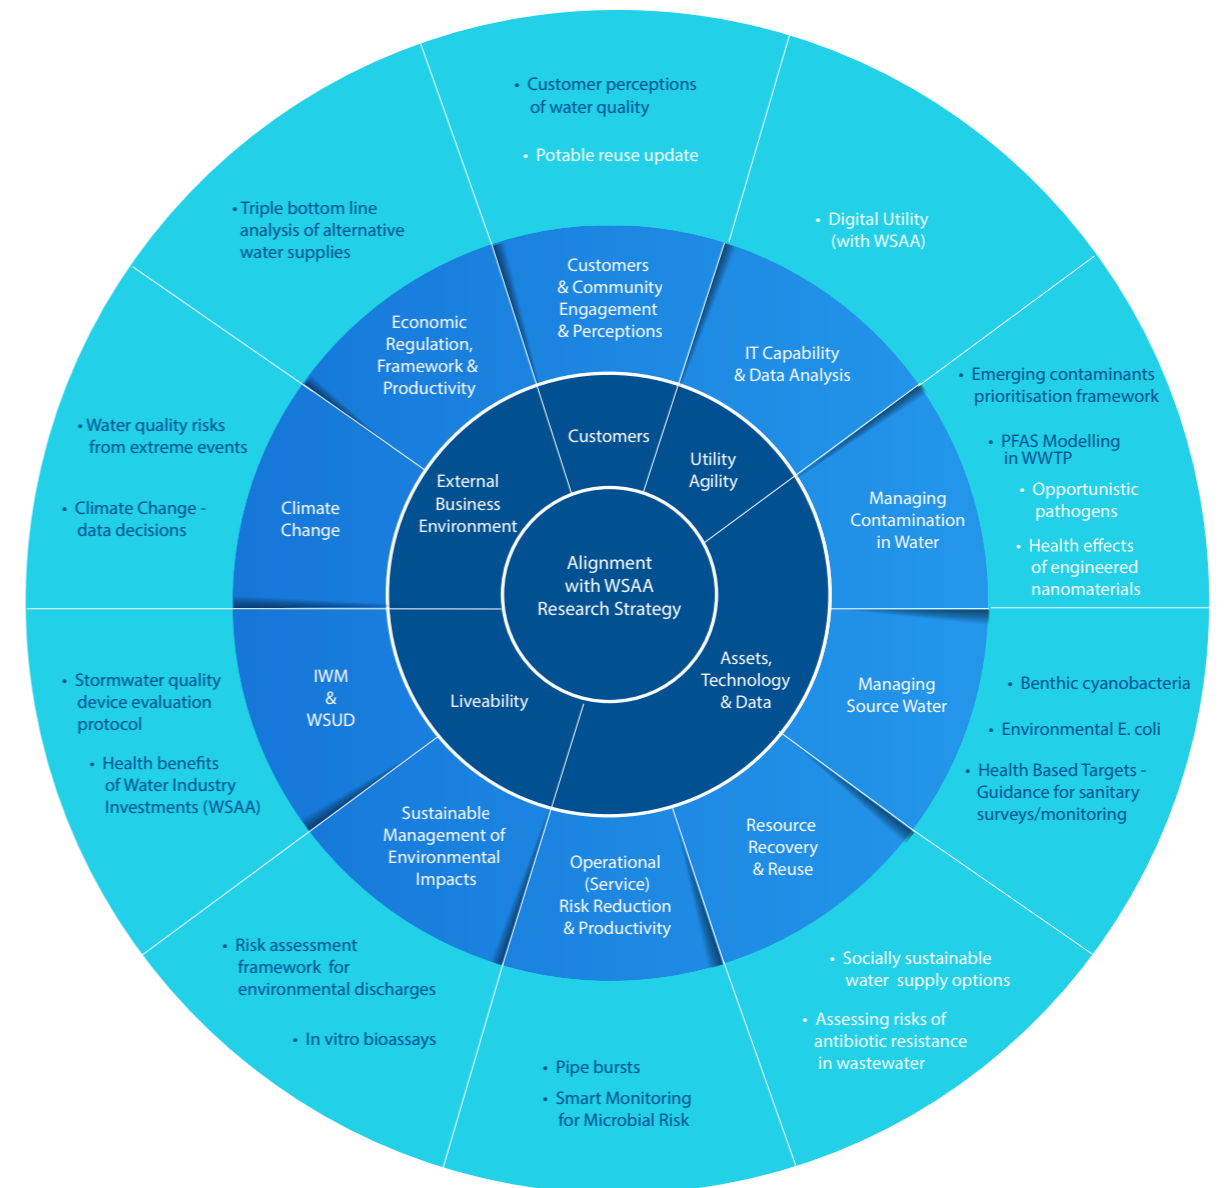 • Customer perceptions
of water quality
• Potable reuse update
• Digital Utility
(with WSAA)
• Emerging contaminants
prioritisation framework
• PFAS Modelling
in WWTP
• Opportunistic
pathogens
• Health effects
of engineered
nanomaterials
• Benthic cyanobacteria
• Environmental E. coli
• Health Based Targets -
Guidance for sanitary
surveys/monitoring
• Socially sustainable
water supply options
• Assessing risks of
antibiotic resistance
in wastewater
• Pipe bursts
• Smart Monitoring
for Microbial Risk
• Risk assessment
framework for
environmental discharges
• In vitro bioassays
• Stormwater quality
device evaluation
protocol
• Health benefits
of Water Industry
Investments (WSAA)
• Water quality risks
from extreme events
• Climate Change -
data decisions
• Triple bottom line
analysis of alternative
water supplies
Customers
& Community
Engagement
& Perceptions
IT Capability
& Data Analysis
Managing
Contamination
in Water
Managing
Source Water
Resource
Recovery
& Reuse
Operational
(Service)
Risk Reduction
& Productivity
Sustainable
Management of
Environmental
Impacts
IWM
&
WSUD
Climate
Change
Economic
Regulation,
Framework &
Productivity
Customers
Utility
Agility
Assets,
Technology
& Data
Liveability
External
Business
Environment
Alignment
with WSAA
Research Strategy